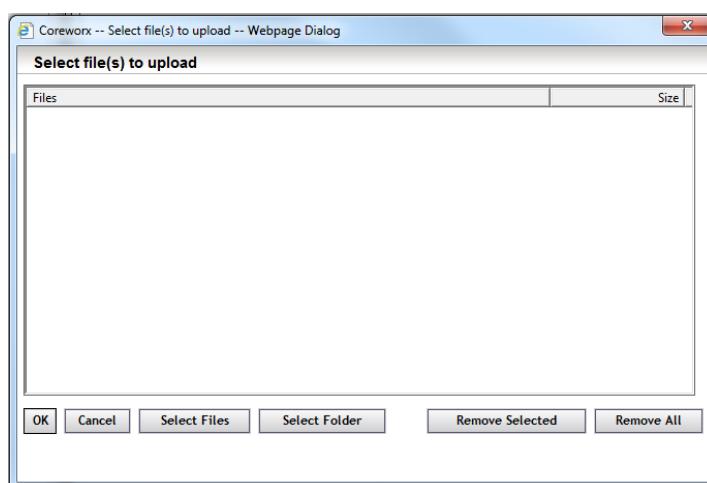 Coreworx -- Select file(s) to upload -- Webpage Dialog
Select file(s) to upload
Files Size
OK Cancel Select Files Select Folder Remove Selected Remove All